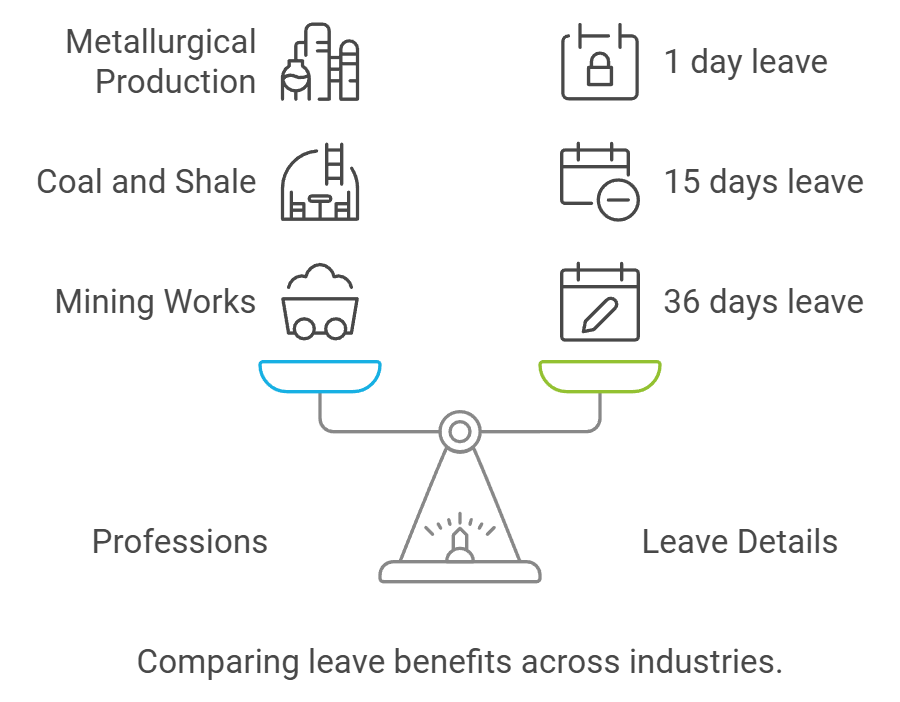 Metallurgical
Production
1 day leave
Coal and Shale
15 days leave
Mining Works
36 days leave
Professions
Leave Details
Comparing leave benefits across industries.